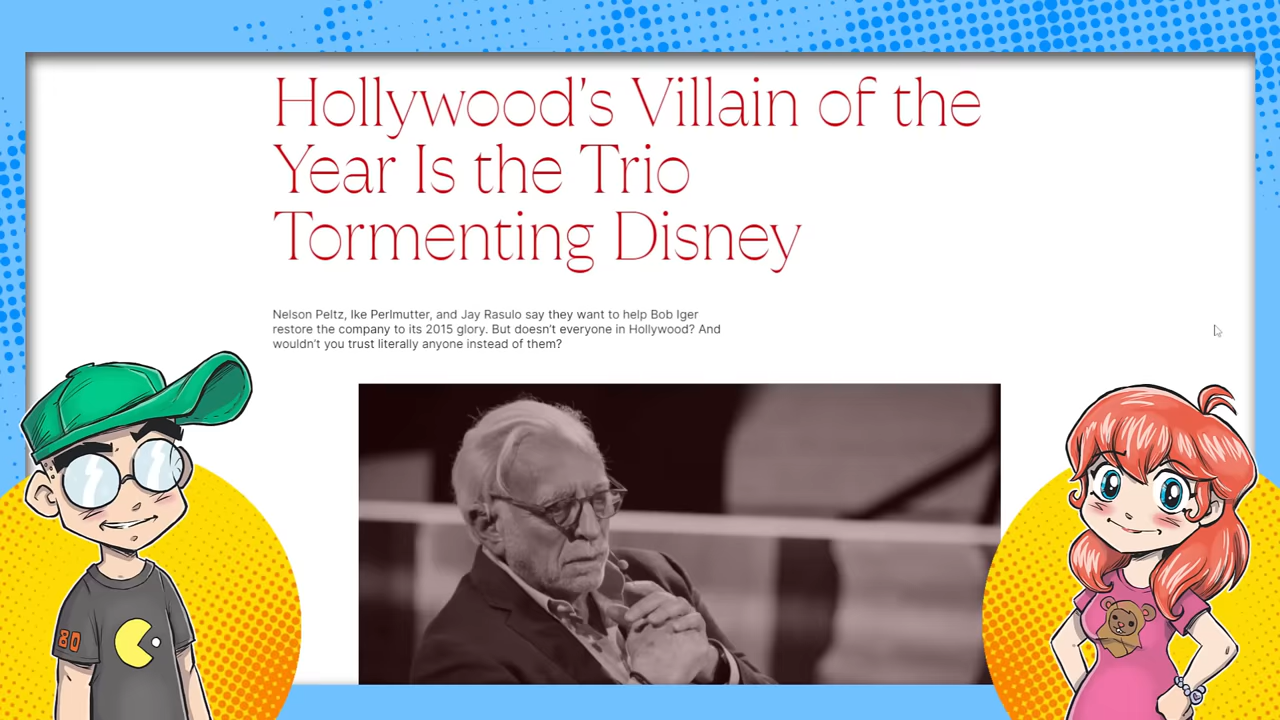 Hollywood's Villain of the
Year Is the Trio
Tormenting Disney
Nelson Peltz, Ike Perlmutter, and Jay Rasulo say they want to help Bob Iger
restore the company to its 2015 glory. But doesn't everyone in Hollywood? And
wouldn't you trust literally anyone instead of them?
80